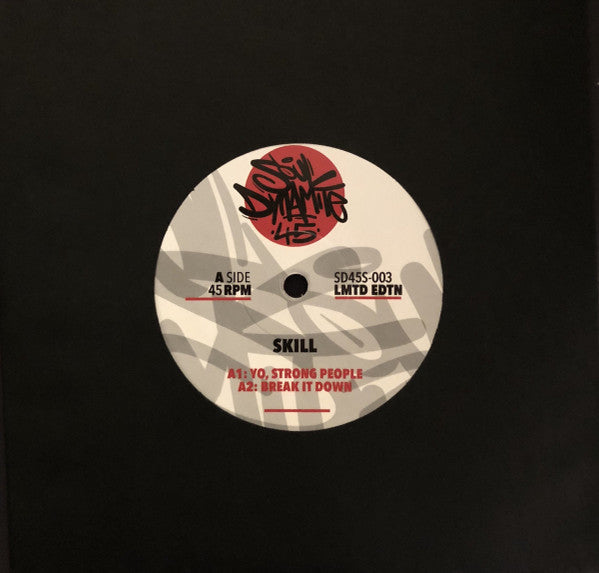 Soul
Dynamite
.45.
A SIDE
45 RPM
SD45S-003
LMTD EDTN
SKILL
A1: YO, STRONG PEOPLE
A2: BREAK IT DOWN